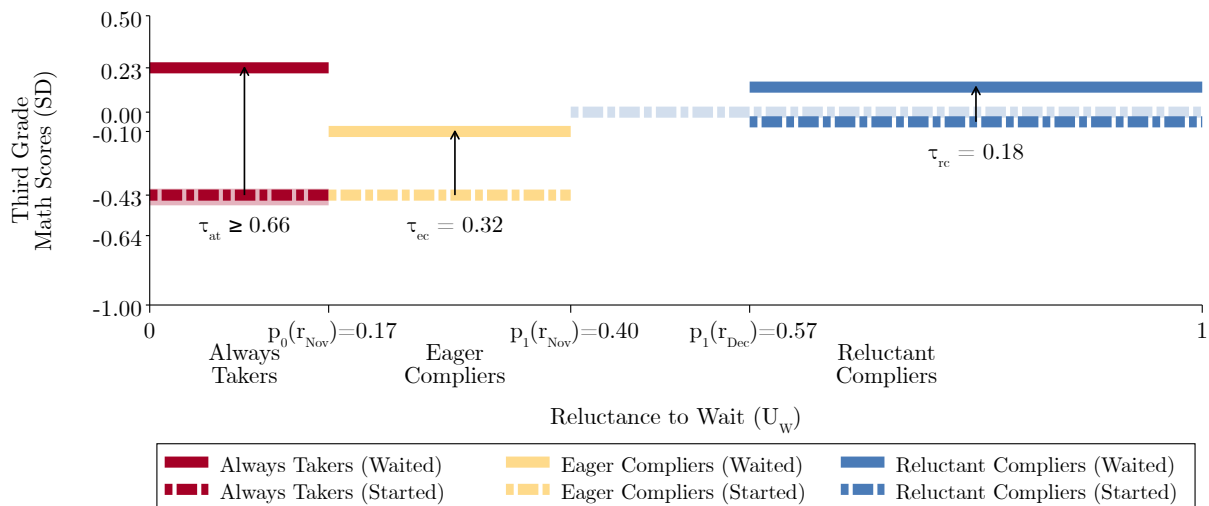 Third Grade
Math Scores (SD)
0.50
0.23
0.00
-0.10
-0.43
-0.64
-1.00
τat ≥ 0.66
τec = 0.32
τrc = 0.18
0
p0(rNov)=0.17
p1(rNov)=0.40
p1(rDec)=0.57
1
Always
Takers
Eager
Compliers
Reluctant
Compliers
Reluctance to Wait (UW)
Always Takers (Waited)
Eager Compliers (Waited)
Reluctant Compliers (Waited)
Always Takers (Started)
Eager Compliers (Started)
Reluctant Compliers (Started)